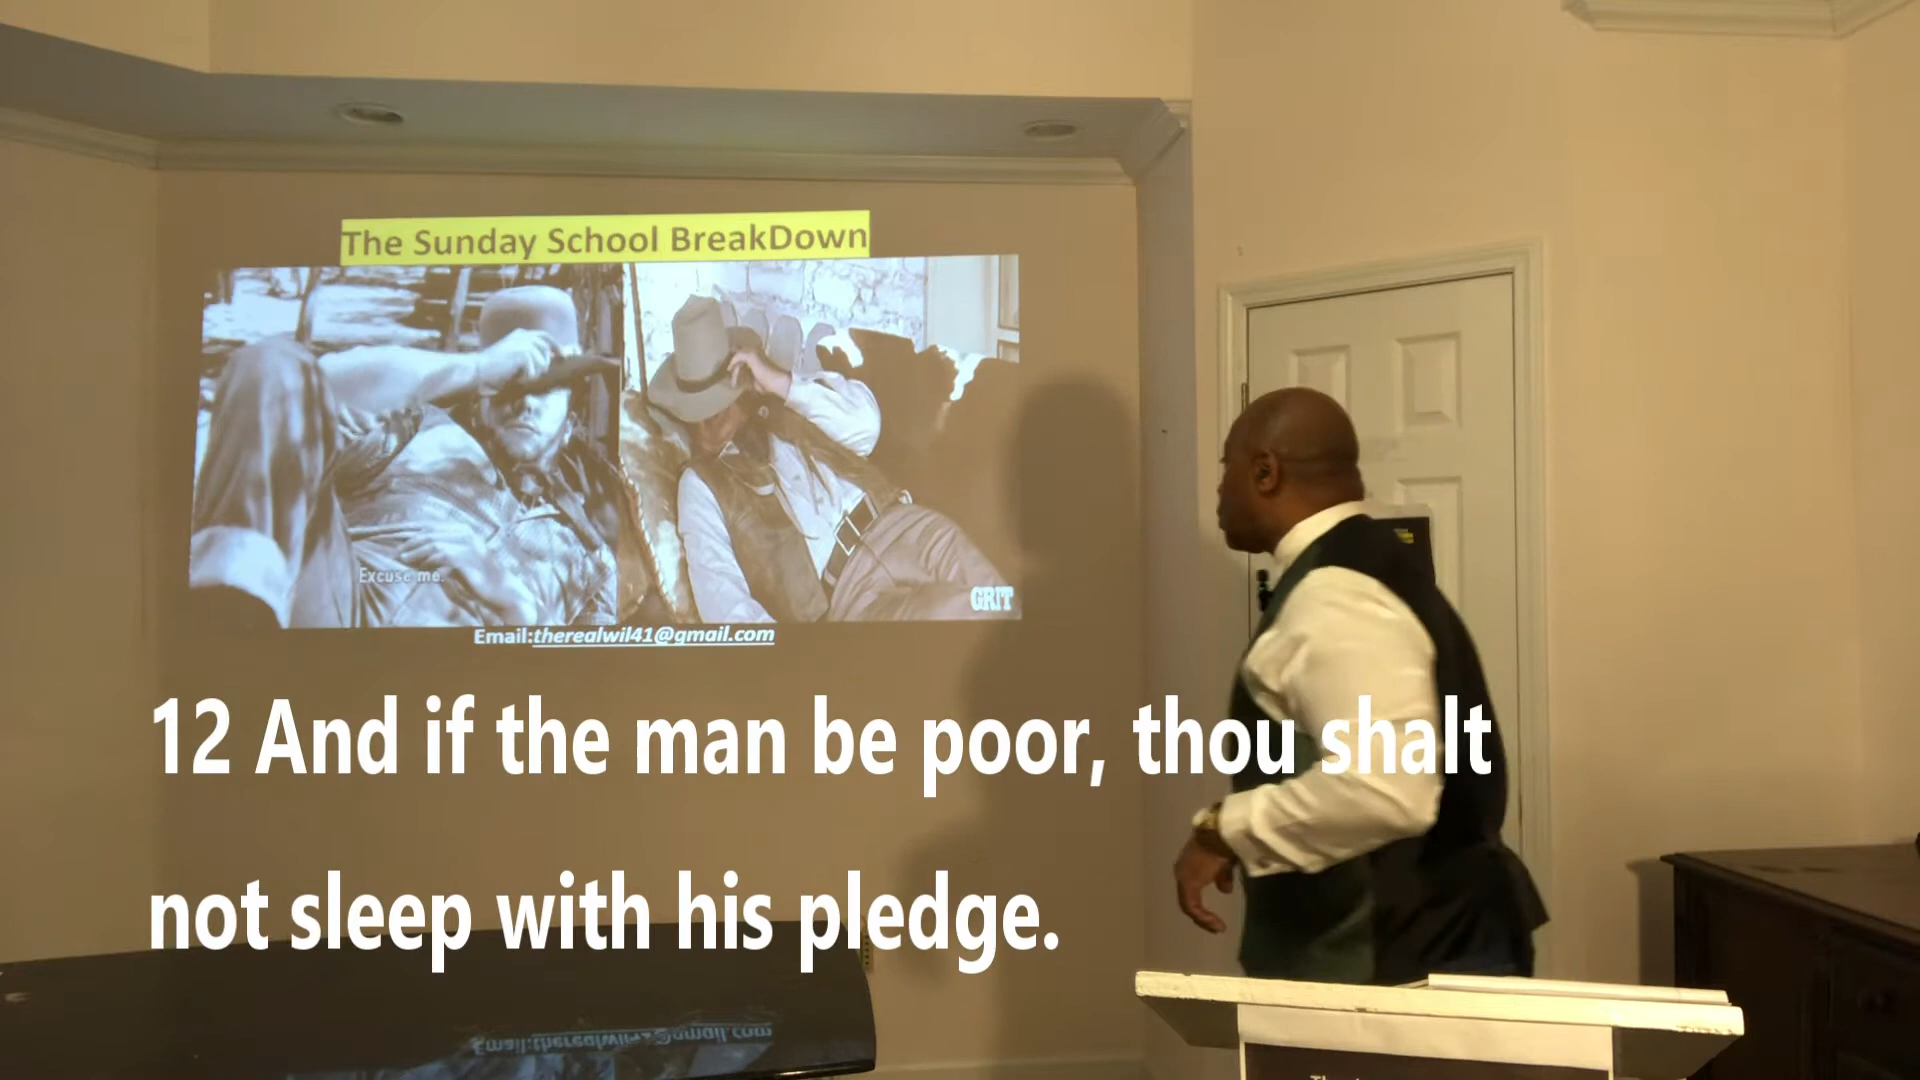 The Sunday School BreakDown
Excuse me.
GRIT
Email:therealwil41@gmail.com
12 And if the man be poor, thou shalt
not sleep with his pledge.